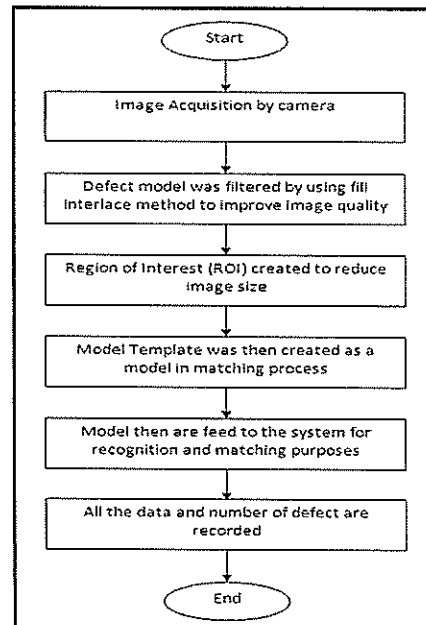 Start
Image Acquisition by camera
Defect model was filtered by using fill
Interlace method to improve image quality
Region of Interest (ROI) created to reduce
image size
Model Template was then created as a
model in matching process
Model then are feed to the system for
recognition and matching purposes
All the data and number of defect are
recorded
End